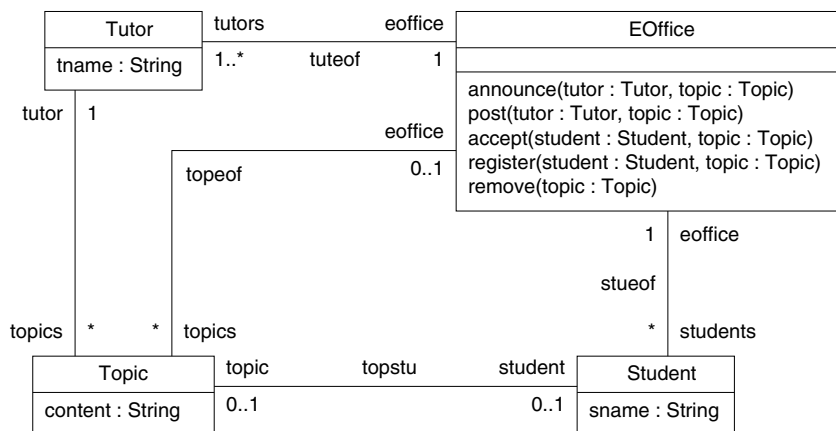 Tutor
tname : String
tutors
eoffice
1..*
tuteof
1
EOffice
announce(tutor : Tutor, topic : Topic)
post(tutor : Tutor, topic : Topic)
accept(student : Student, topic : Topic)
register(student : Student, topic : Topic)
remove(topic : Topic)
tutor
1
eoffice
topeof
0..1
1
eoffice
stueof
topics
*
*
topics
*
students
Topic
content : String
topic
topstu
student
0..1
0..1
Student
sname : String